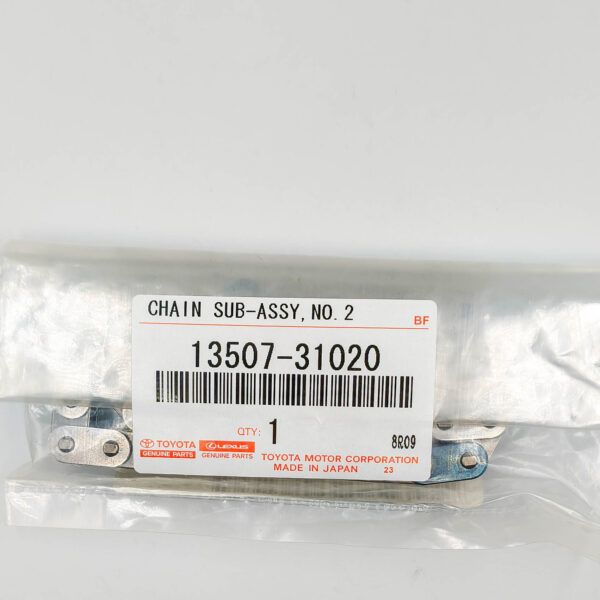 CHAIN SUB-ASSY, NO. 2
BF
13507-31020
QTY: 1
8R09
TOYOTA
GENUINE PARTS
LEXUS
GENUINE PARTS
TOYOTA MOTOR CORPORATION
MADE IN JAPAN 23